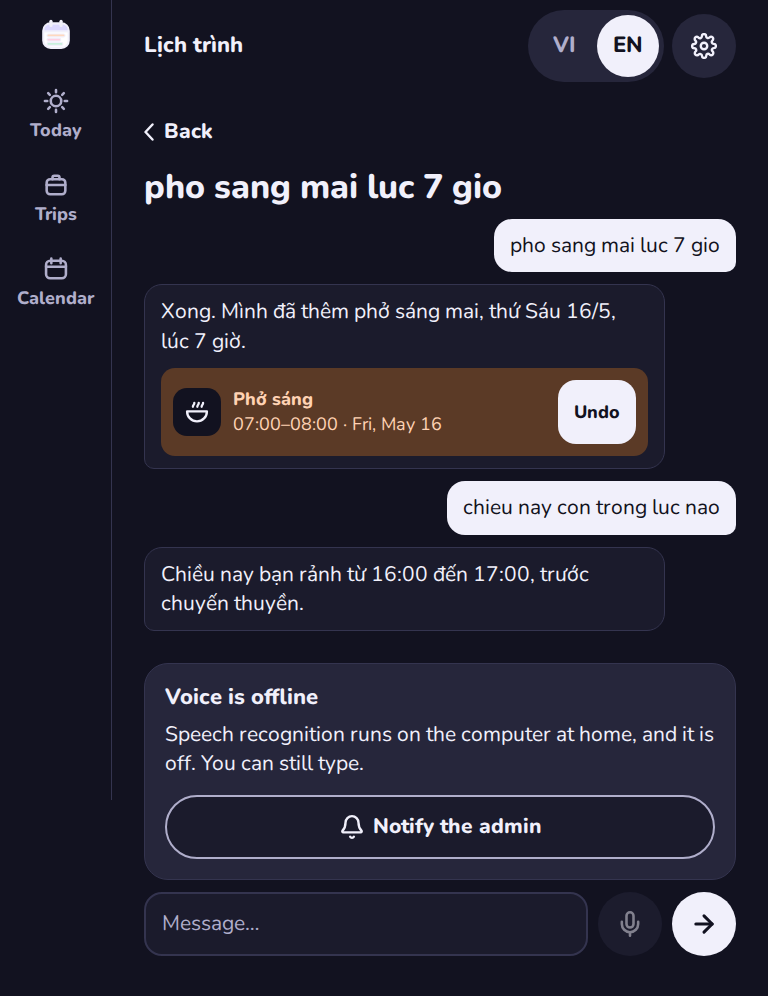 Lịch trình
VI
EN
Today
Trips
Calendar
Back
pho sang mai luc 7 gio
pho sang mai luc 7 gio
Xong. Mình đã thêm phở sáng mai, thứ Sáu 16/5,
lúc 7 giờ.
Phở sáng
07:00–08:00 · Fri, May 16
Undo
chieu nay con trong luc nao
Chiều nay bạn rảnh từ 16:00 đến 17:00, trước
chuyến thuyền.
Voice is offline
Speech recognition runs on the computer at home, and it is
off. You can still type.
Notify the admin
Message...